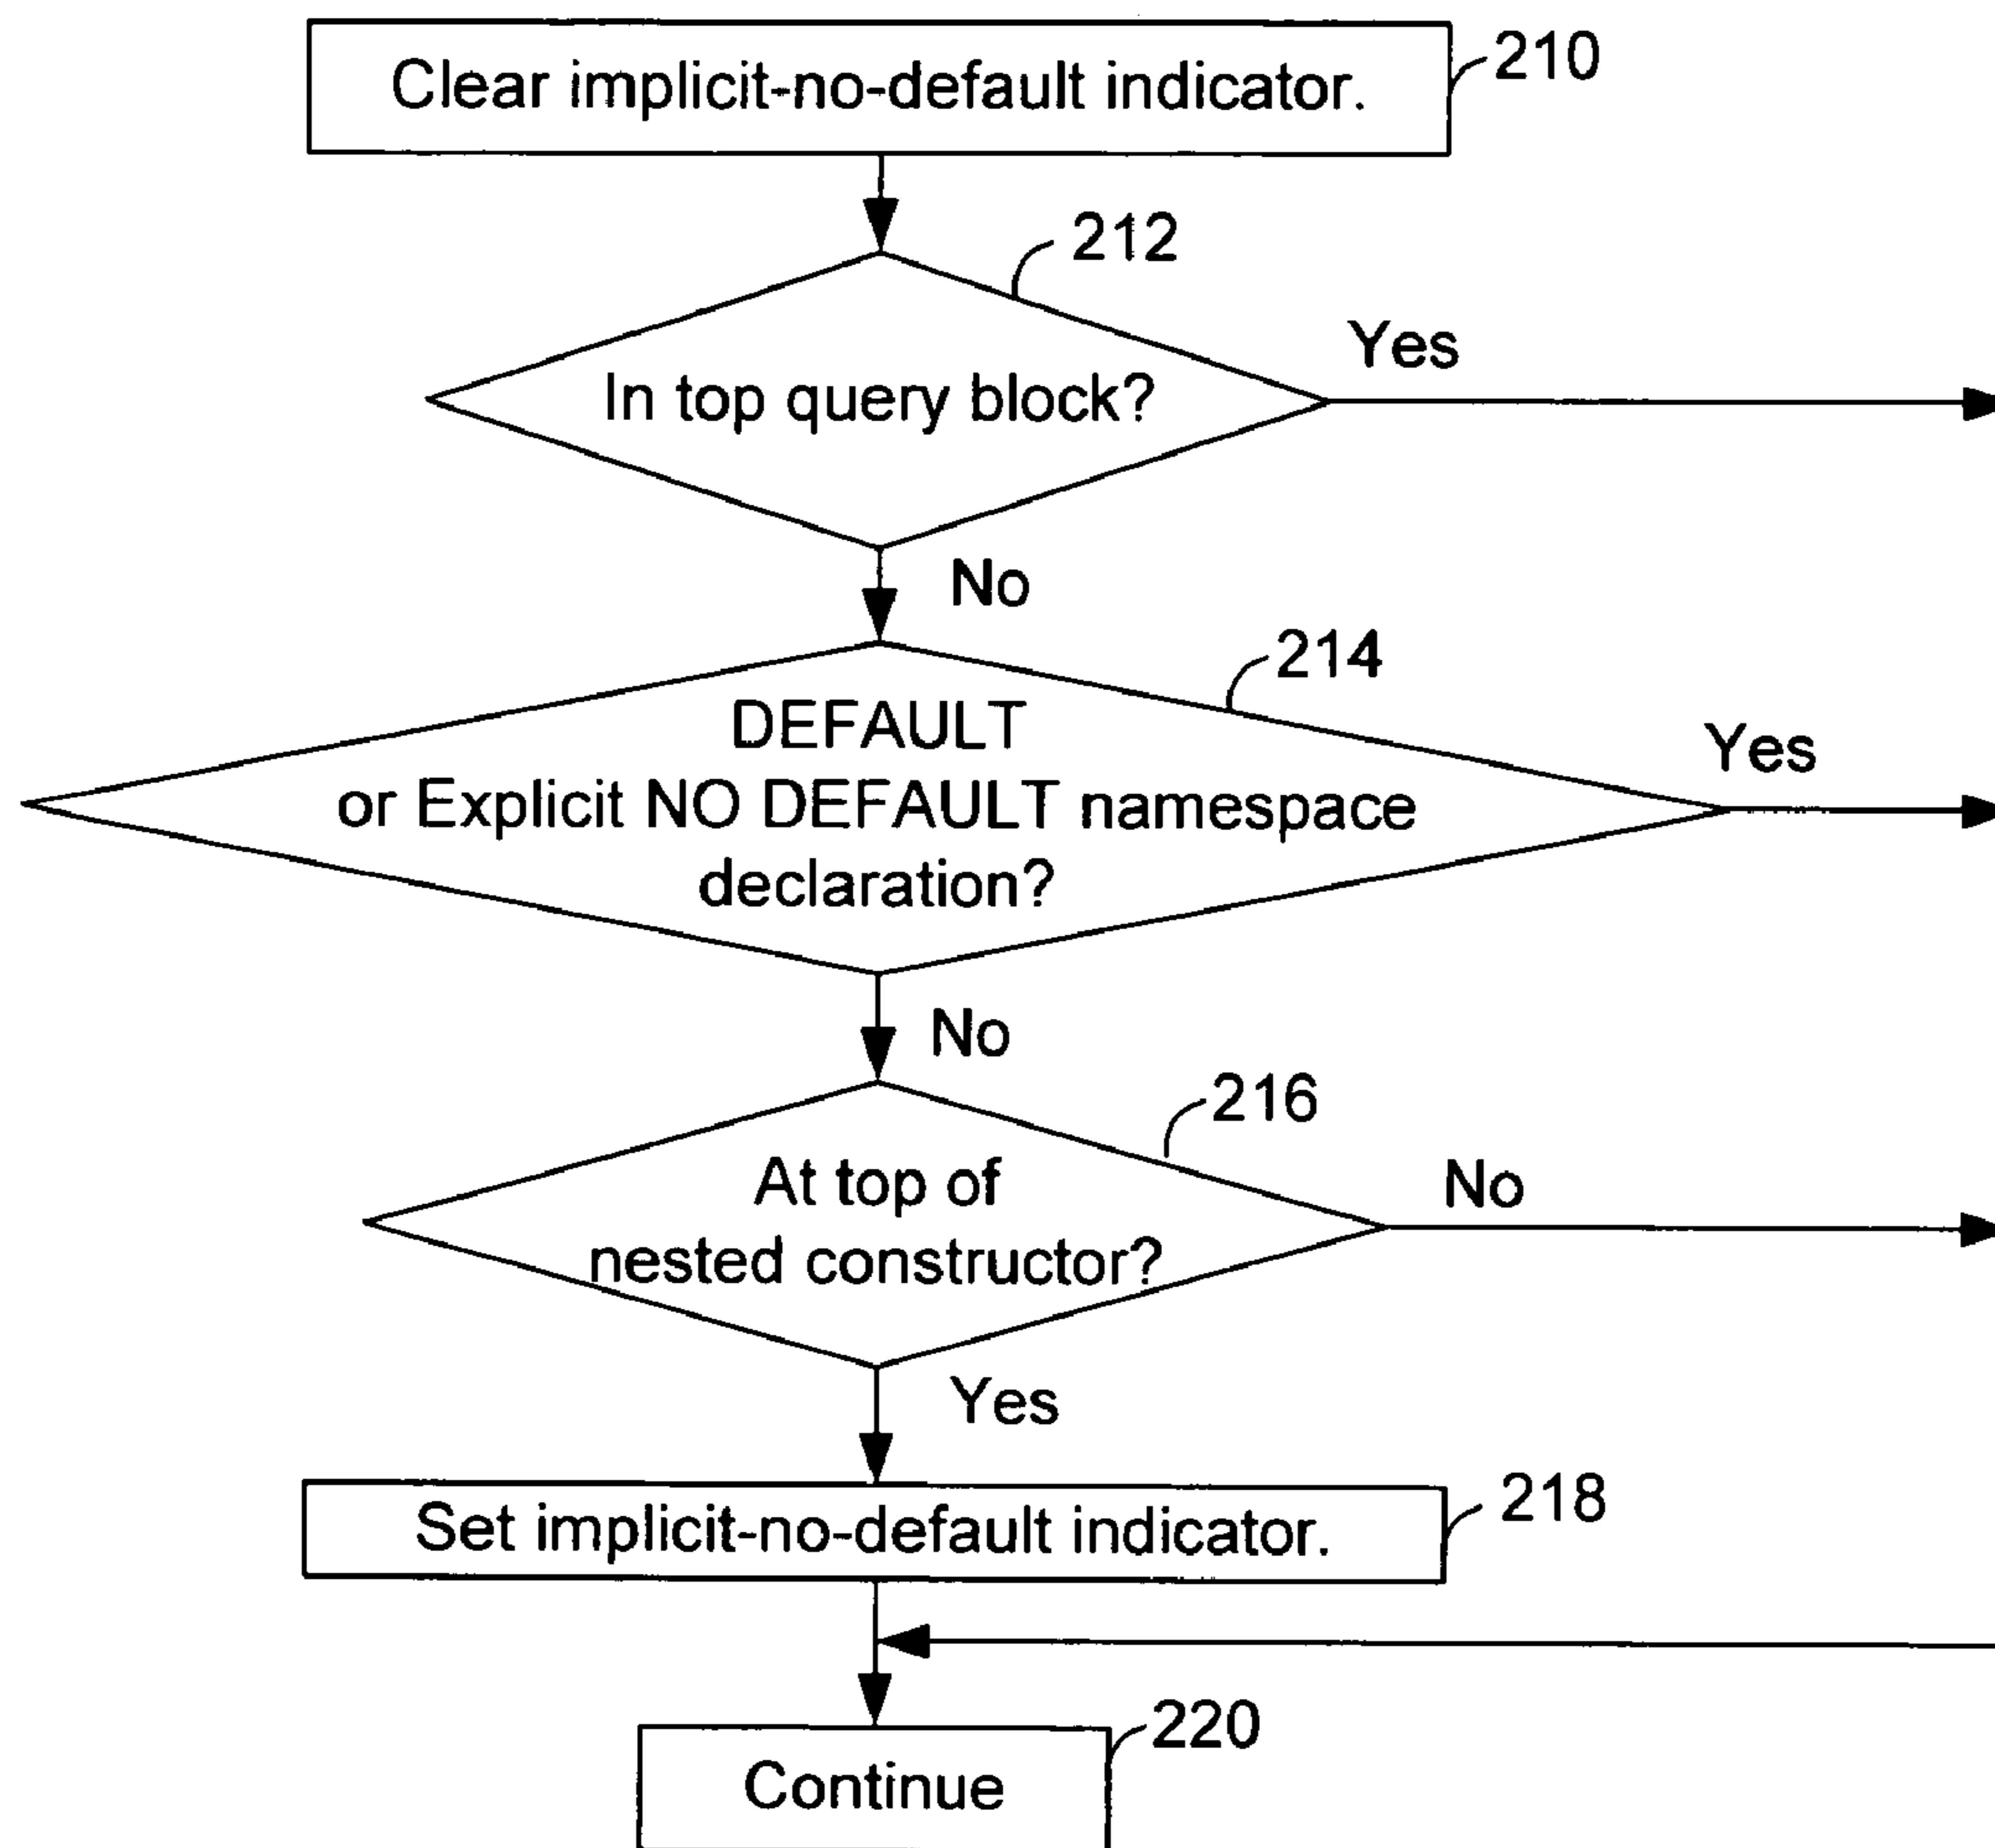 Clear implicit-no-default indicator.
210
212
In top query block?
Yes
No
214
DEFAULT
or Explicit NO DEFAULT namespace
declaration?
Yes
No
216
At top of
nested constructor?
No
Yes
Set implicit-no-default indicator.
218
220
Continue